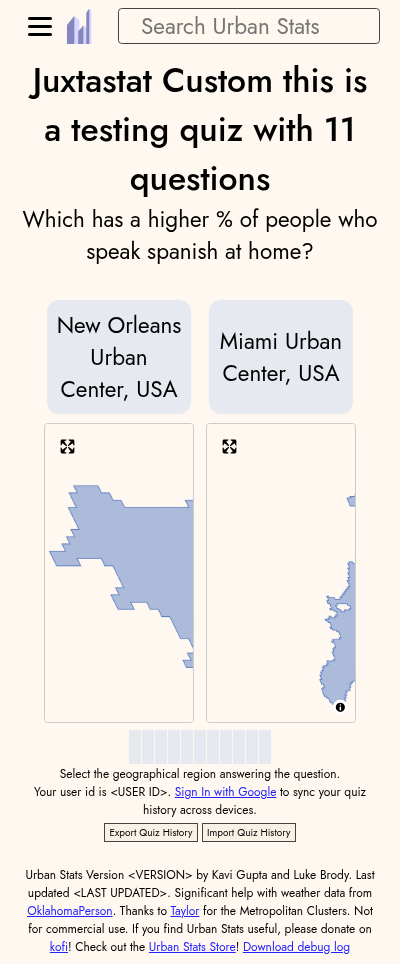 Search Urban Stats
Juxtastat Custom this is
a testing quiz with 11
questions
Which has a higher % of people who
speak spanish at home?
New Orleans
Urban
Center, USA
Miami Urban
Center, USA
Select the geographical region answering the question.
Your user id is <USER ID>. Sign In with Google to sync your quiz
history across devices.
Export Quiz History
Import Quiz History
Urban Stats Version <VERSION> by Kavi Gupta and Luke Brody. Last
updated <LAST UPDATED>. Significant help with weather data from
OklahomaPerson. Thanks to Taylor for the Metropolitan Clusters. Not
for commercial use. If you find Urban Stats useful, please donate on
kofi! Check out the Urban Stats Store! Download debug log